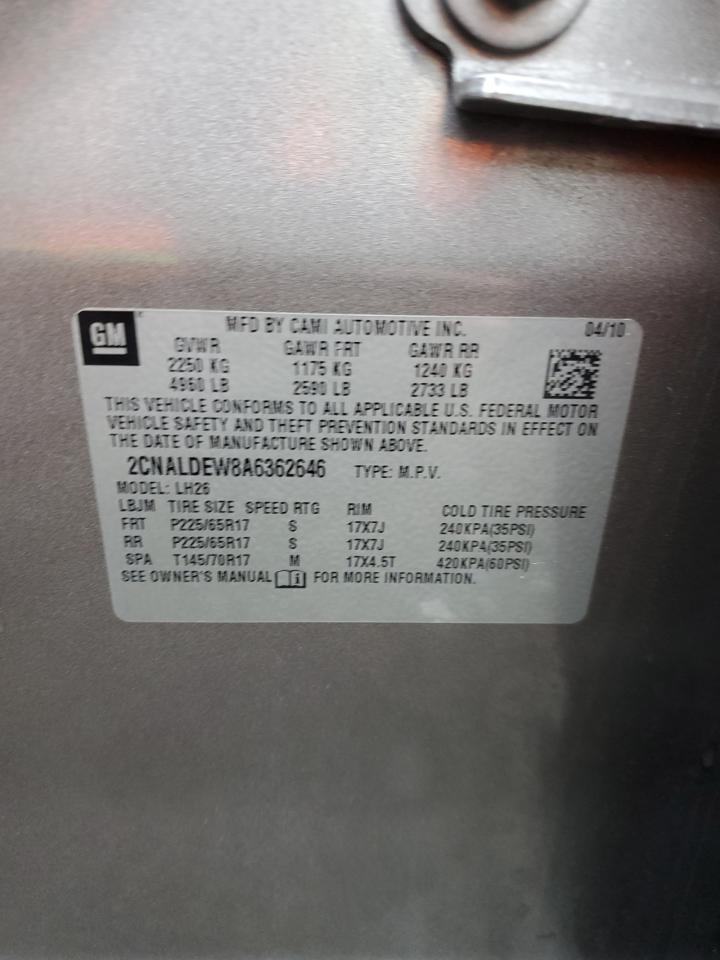 GM
MFD BY CAMI AUTOMOTIVE INC. 04/10
GVWR GAWR FRT GAWR RR
2250 KG 1175 KG 1240 KG
4960 LB 2590 LB 2733 LB
THIS VEHICLE CONFORMS TO ALL APPLICABLE U.S. FEDERAL MOTOR
VEHICLE SAFETY AND THEFT PREVENTION STANDARDS IN EFFECT ON
THE DATE OF MANUFACTURE SHOWN ABOVE.
2CNALDEW8A6362646 TYPE: M.P.V.
MODEL: LH26
LBJM TIRE SIZE SPEED RTG RIM COLD TIRE PRESSURE
FRT P225/65R17 S 17X7J 240KPA(35PSI)
RR P225/65R17 S 17X7J 240KPA(35PSI)
SPA T145/70R17 M 17X4.5T 420KPA(60PSI)
SEE OWNER'S MANUAL FOR MORE INFORMATION.